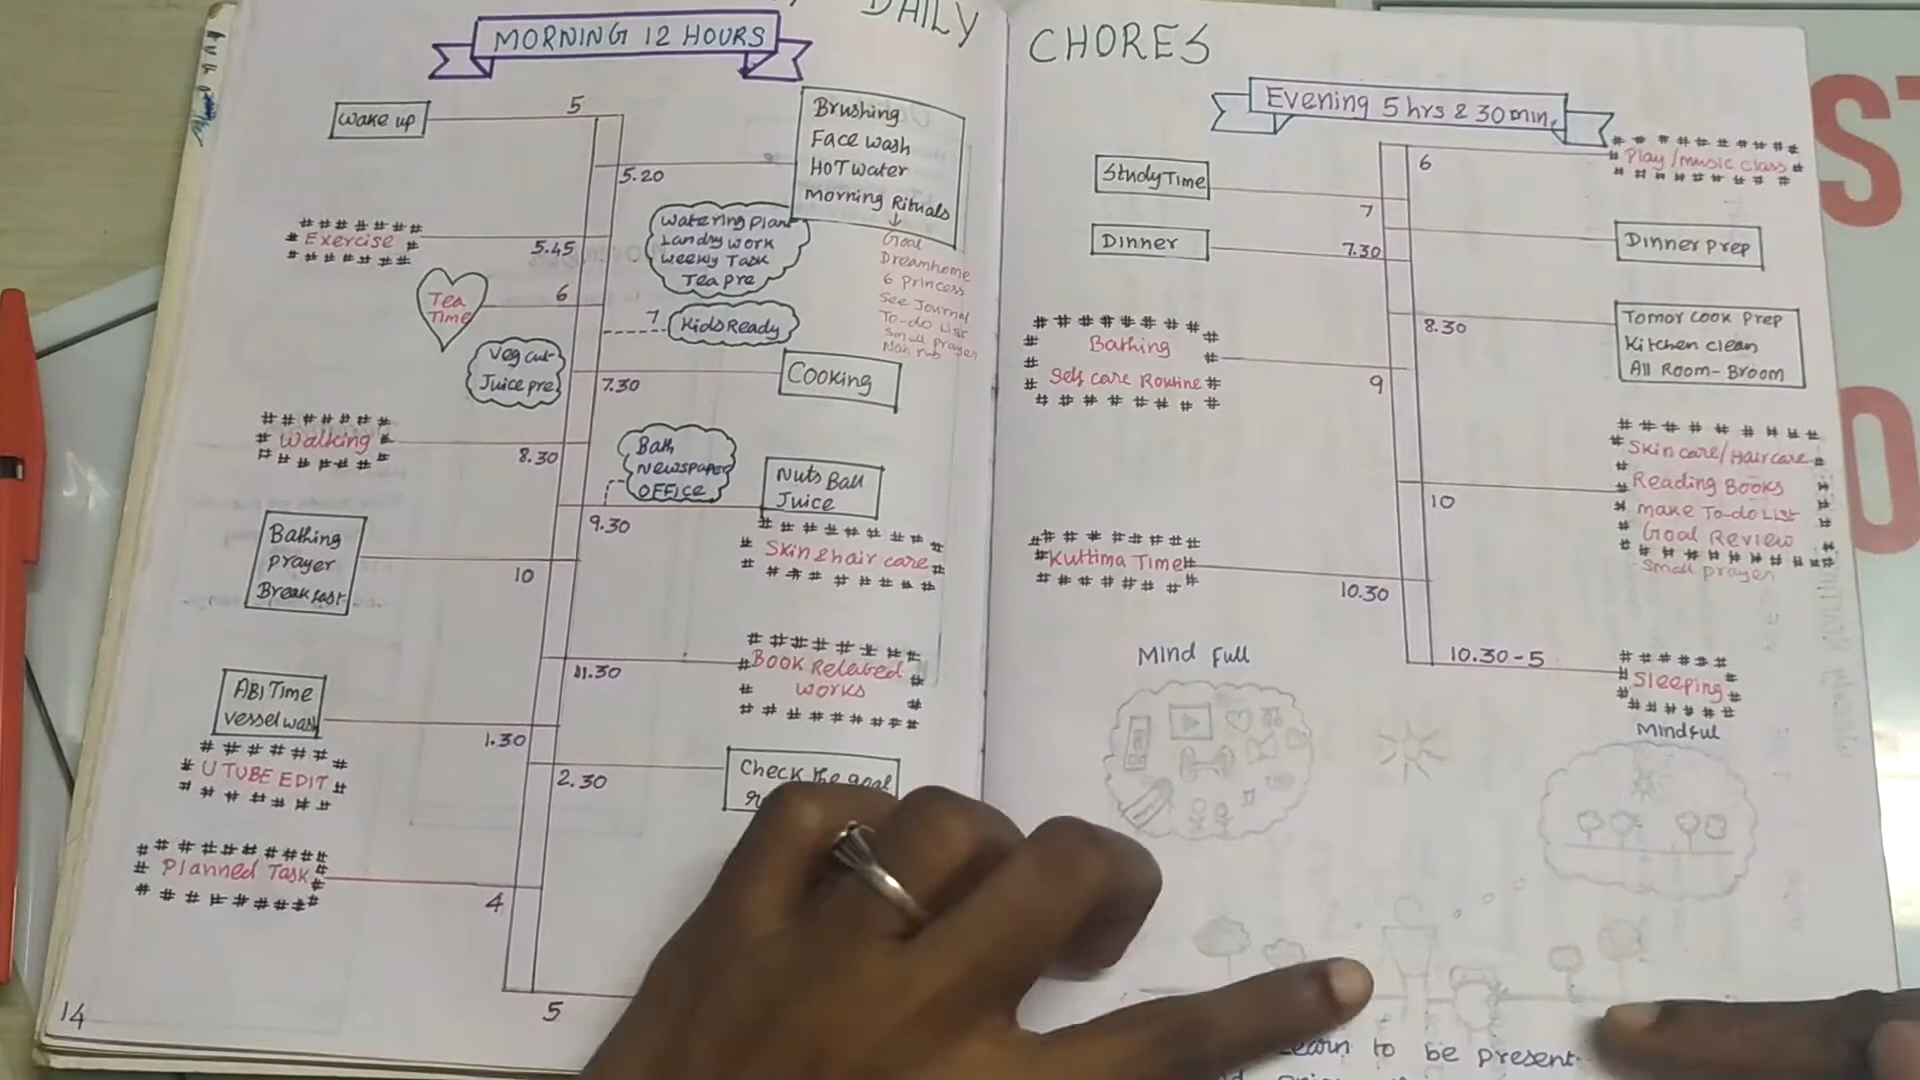 DAILY
CHORES
MORNING 12 HOURS
Wake up
5
5.20
Brushing
Face wash
HOT water
Morning Rituals
Goal
Dreamhome
6 Princess
See Journal
To-do List
Small prayer
Exercise
5.45
Watering Plan
Landry work
Weekly Task
Tea pre
Tea
Time
6
7
Kids Ready
Veg cut
Juice pre
7.30
Cooking
Walking
8.30
Bath
Newspaper
OFFICE
9.30
Nuts Ball
Juice
Skin & hair care
Bathing
prayer
Breakfast
10
11.30
Book Related
Works
ABI Time
Vessel wash
1.30
U TUBE EDIT
2.30
Check the goal
Planned Task
4
5
14
Evening 5 hrs & 30 min.
6
Play/music class
Study Time
7
Dinner prep
Dinner
7.30
8.30
Tomor cook prep
Kitchen clean
All Room-Broom
Bathing
Self care Routine
9
10
Skin care/Haircare
Reading Books
make To-do List
Goal Review
Small prayer
Kuttima Time
10.30
10.30-5
Sleeping
Mind full
Mindful
Learn to be present